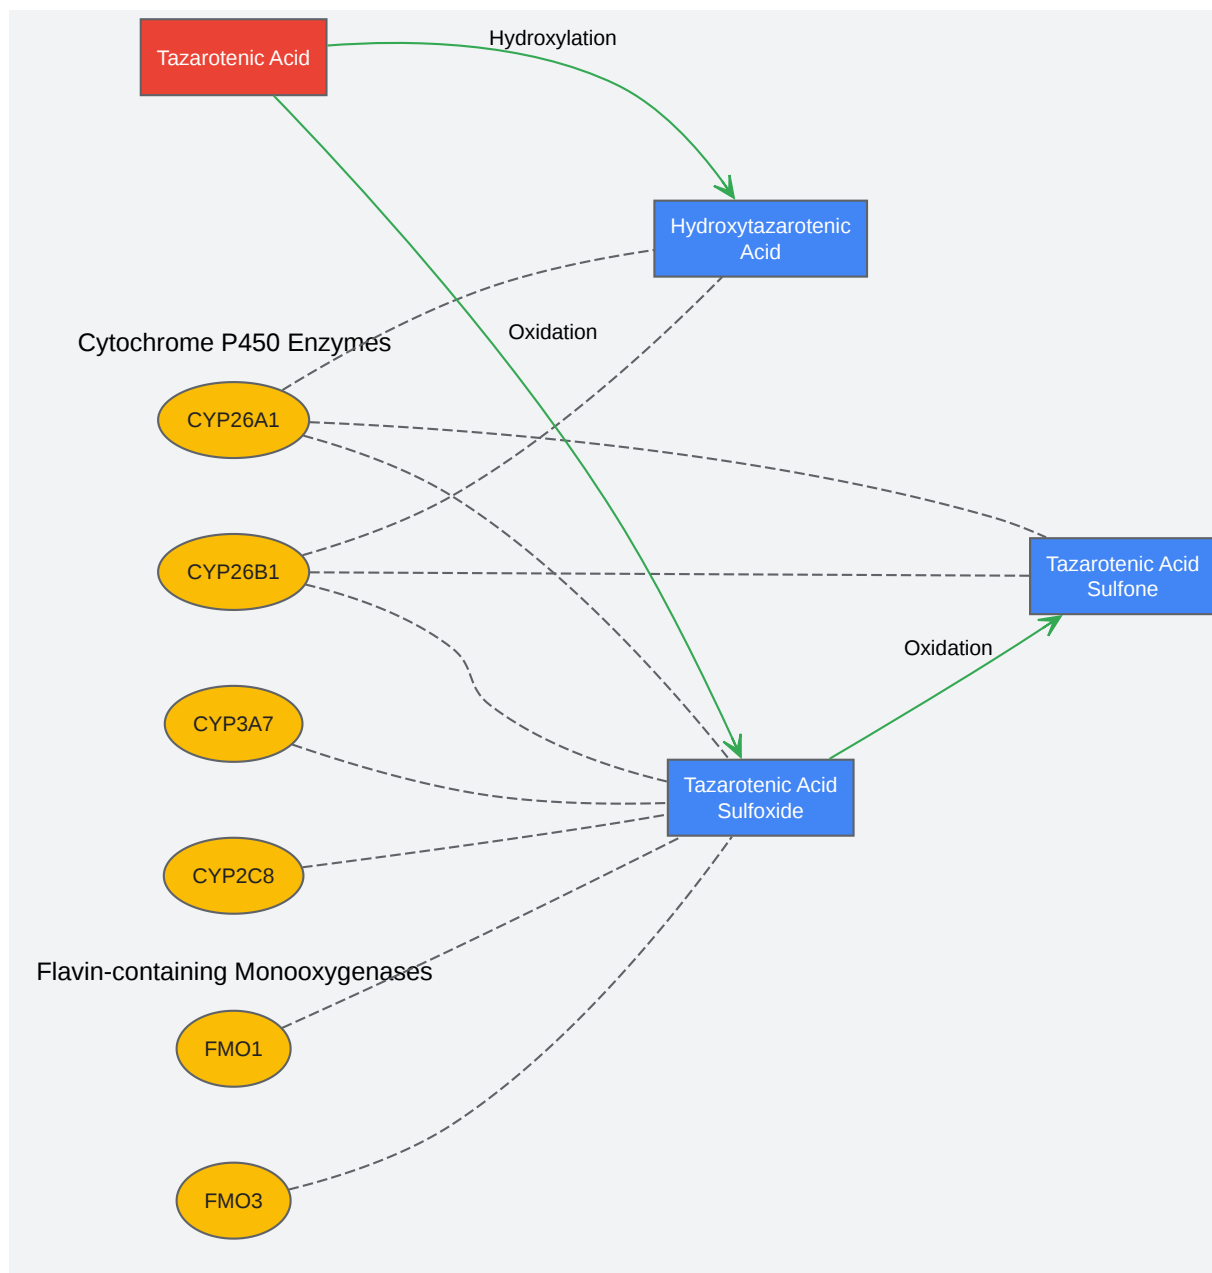 Hydroxylation
Tazarotenic Acid
Hydroxytazarotenic
Acid
Oxidation
Cytochrome P450 Enzymes
CYP26A1
CYP26B1
Tazarotenic Acid
Sulfone
Oxidation
CYP3A7
Tazarotenic Acid
Sulfoxide
CYP2C8
Flavin-containing Monooxygenases
FMO1
FMO3